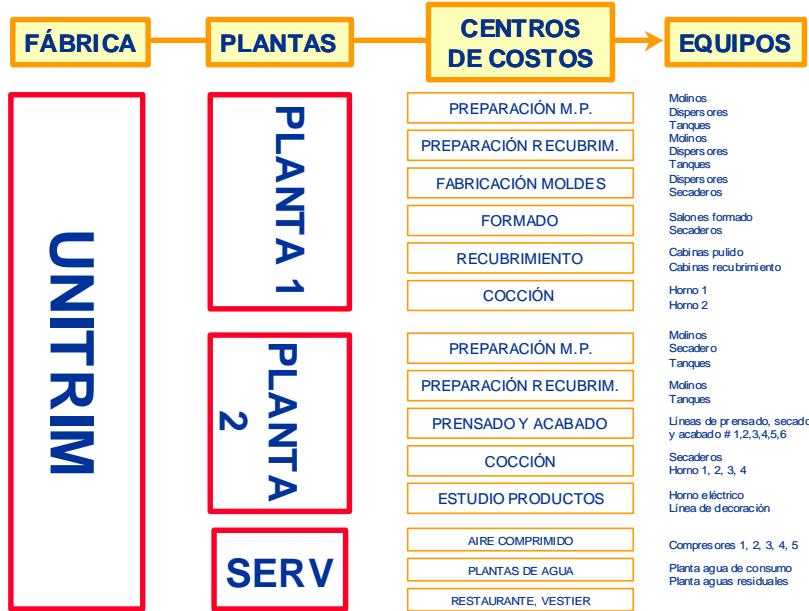 FÁBRICA
PLANTAS
CENTROS
DE COSTOS
EQUIPOS
UNITRIM
PLANTA 1
PREPARACIÓN M.P.
Molinos
Dispersores
Tanques
PREPARACIÓN RECUBRIM.
Molinos
Dispersores
Tanques
FABRICACIÓN MOLDES
Dispersores
Secaderos
FORMADO
Salones formado
Secaderos
RECUBRIMIENTO
Cabinas pulido
Cabinas recubrimiento
COCCIÓN
Horno 1
Horno 2
PLANTA
2
PREPARACIÓN M.P.
Molinos
Secadero
Tanques
PREPARACIÓN RECUBRIM.
Molinos
Tanques
PRENSADO Y ACABADO
Líneas de prensado, secado
y acabado # 1,2,3,4,5,6
COCCIÓN
Secaderos
Horno 1, 2, 3, 4
ESTUDIO PRODUCTOS
Horno eléctrico
Línea de decoración
SERV
AIRE COMPRIMIDO
Compresores 1, 2, 3, 4, 5
PLANTAS DE AGUA
Planta agua de consumo
Planta aguas residuales
RESTAURANTE, VESTIER